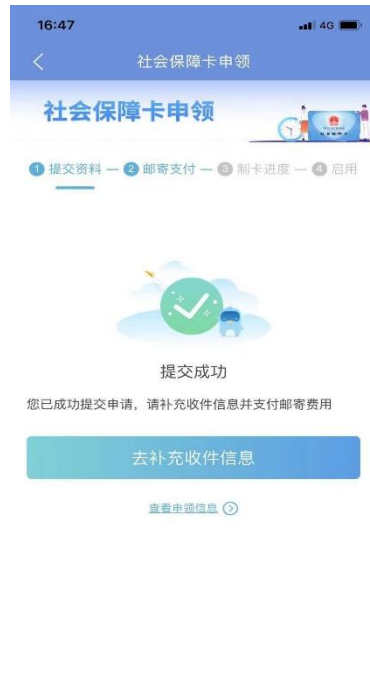 16:47
4G
社会保障卡申领
社会保障卡申领
1 提交资料 — 2 邮寄支付 — 3 制卡进度 — 4 启用
提交成功
您已成功提交申请，请补充收件信息并支付邮寄费用
去补充收件信息
查看申领信息